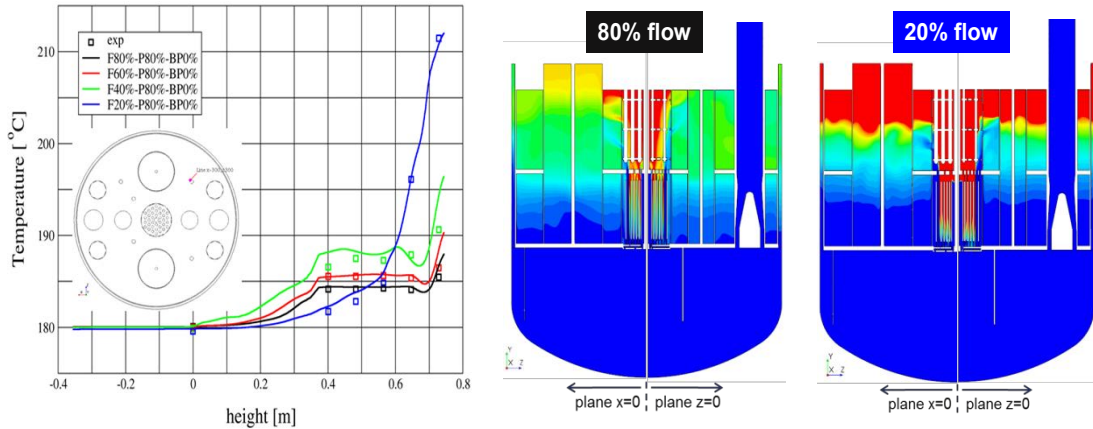 210
200
190
180
Temperature [ °C]
exp
F80%-P80%-BP0%
F60%-P80%-BP0%
F40%-P80%-BP0%
F20%-P80%-BP0%
-0.4
-0.2
0
0.2
0.4
0.6
0.8
height [m]
80% flow
Y
X Z
plane x=0
plane z=0
20% flow
Y
X Z
plane x=0
plane z=0